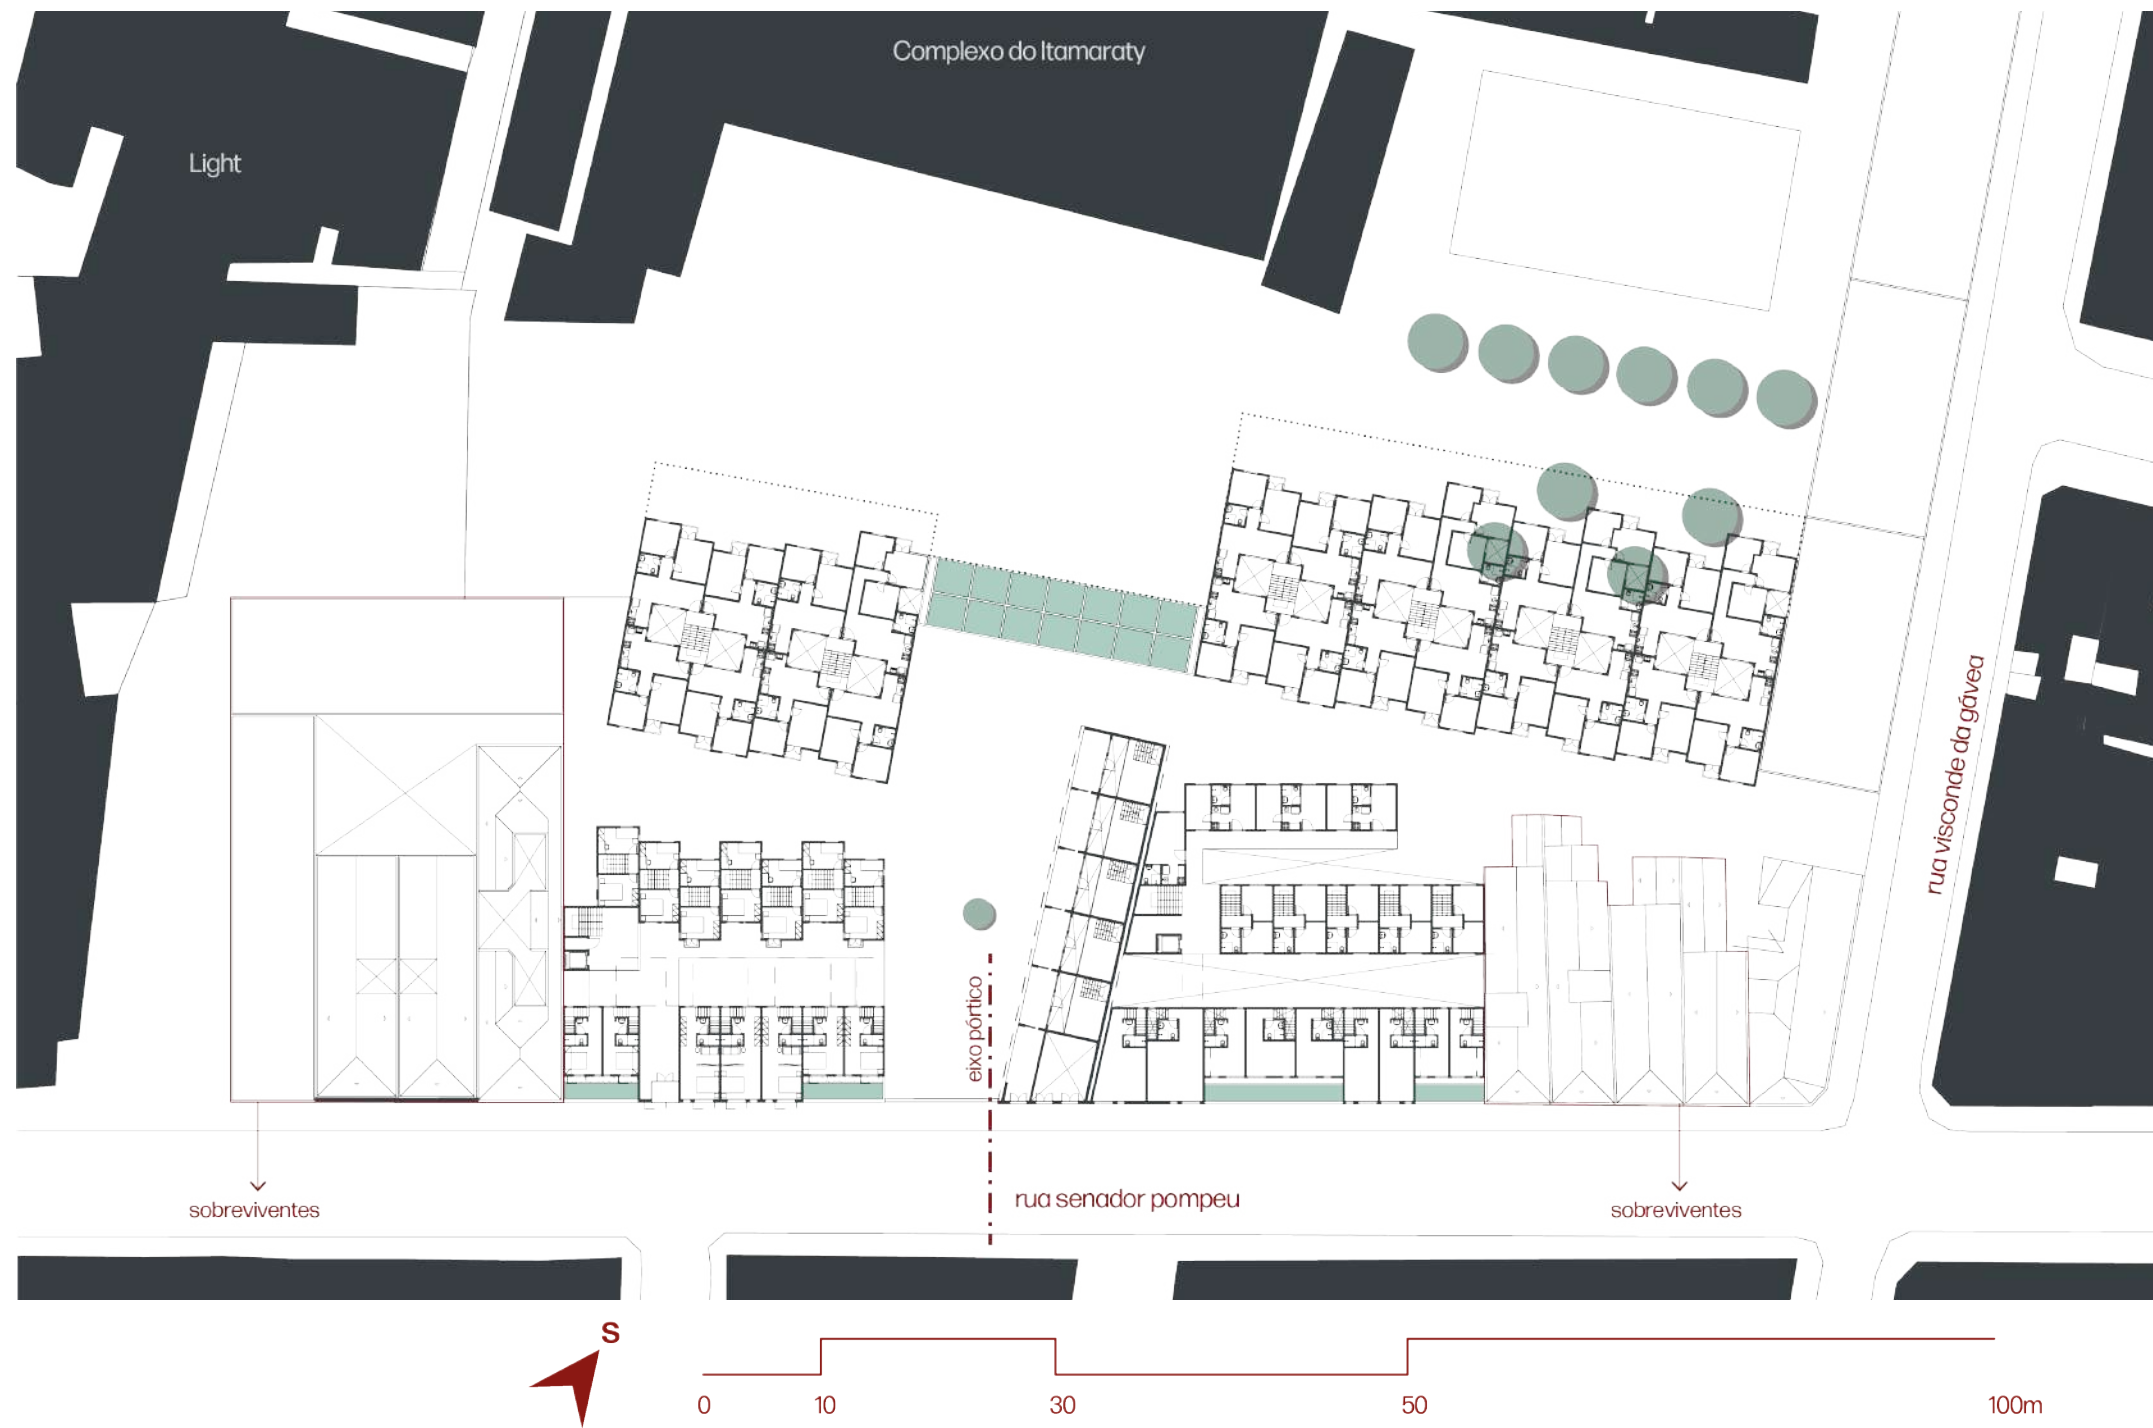 Complexo do Itamaraty
Light
rua visconde da gávea
eixo pórtico
rua senador pompeu
sobreviventes
sobreviventes
S
0 10 30 50 100m